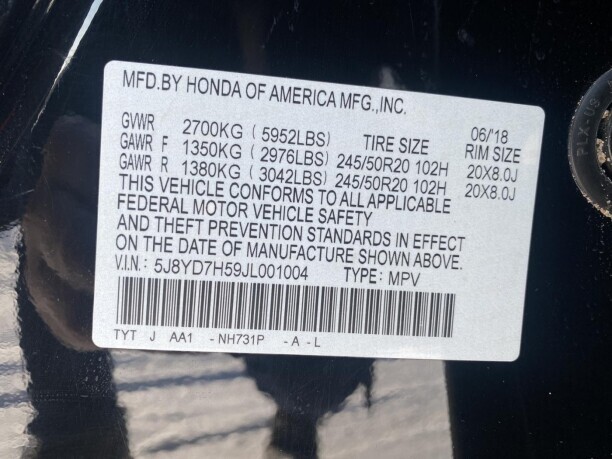 MFD.BY HONDA OF AMERICA MFG.,INC.
06/'18
GVWR 2700KG (5952LBS) TIRE SIZE RIM SIZE
GAWR F 1350KG (2976LBS) 245/50R20 102H 20X8.0J
GAWR R 1380KG (3042LBS) 245/50R20 102H 20X8.0J
THIS VEHICLE CONFORMS TO ALL APPLICABLE
FEDERAL MOTOR VEHICLE SAFETY
AND THEFT PREVENTION STANDARDS IN EFFECT
ON THE DATE OF MANUFACTURE SHOWN ABOVE.
V.I.N.: 5J8YD7H59JL001004 TYPE: MPV
TYT J AA1 - NH731P - A - L